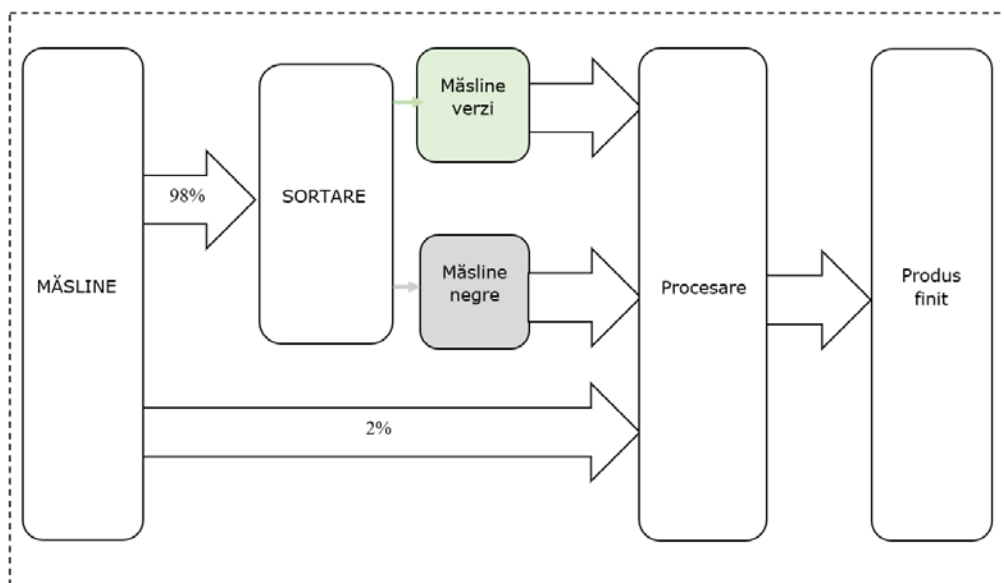 MĂSLINE
98%
SORTARE
Măsline
verzi
Măsline
negre
2%
Procesare
Produs
finit